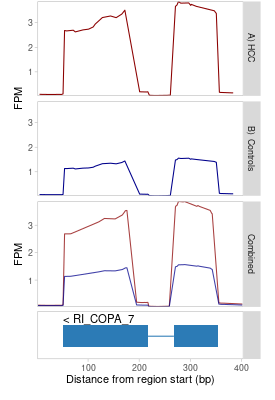 3
2
1
A) HCC
FPM
3
2
1
B) Controls
3
2
1
Combined
FPM
< RI_COPA_7
100 200 300 400
Distance from region start (bp)